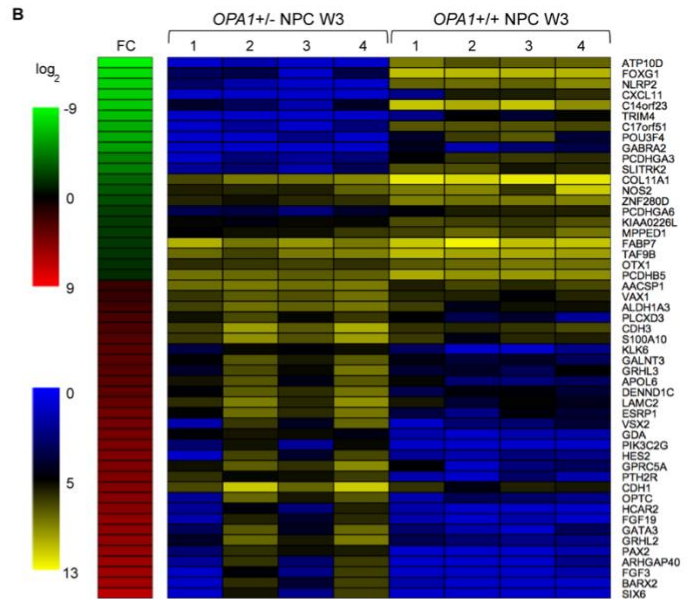 B
OPA1+/- NPC W3
OPA1+/+ NPC W3
FC
1 2 3 4 1 2 3 4
log2
-9
0
9
0
5
13
ATP10D
FOXG1
NLRP2
CXCL11
C14orf23
TRIM4
C17orf51
POU3F4
GABRA2
PCDHGA3
SLITRK2
COL11A1
NOS2
ZNF280D
PCDHGA6
KIAA0226L
MPPED1
FABP7
TAF9B
OTX1
PCDHB5
AACSP1
VAX1
ALDH1A3
PLCXD3
CDH3
S100A10
KLK6
GALNT3
GRHL3
APOL6
DENND1C
LAMC2
ESRP1
VSX2
GDA
PIK3C2G
HES2
GPRC5A
PTH2R
CDH1
OPTC
HCAR2
FGF19
GATA3
GRHL2
PAX2
ARHGAP40
FGF3
BARX2
SIX6